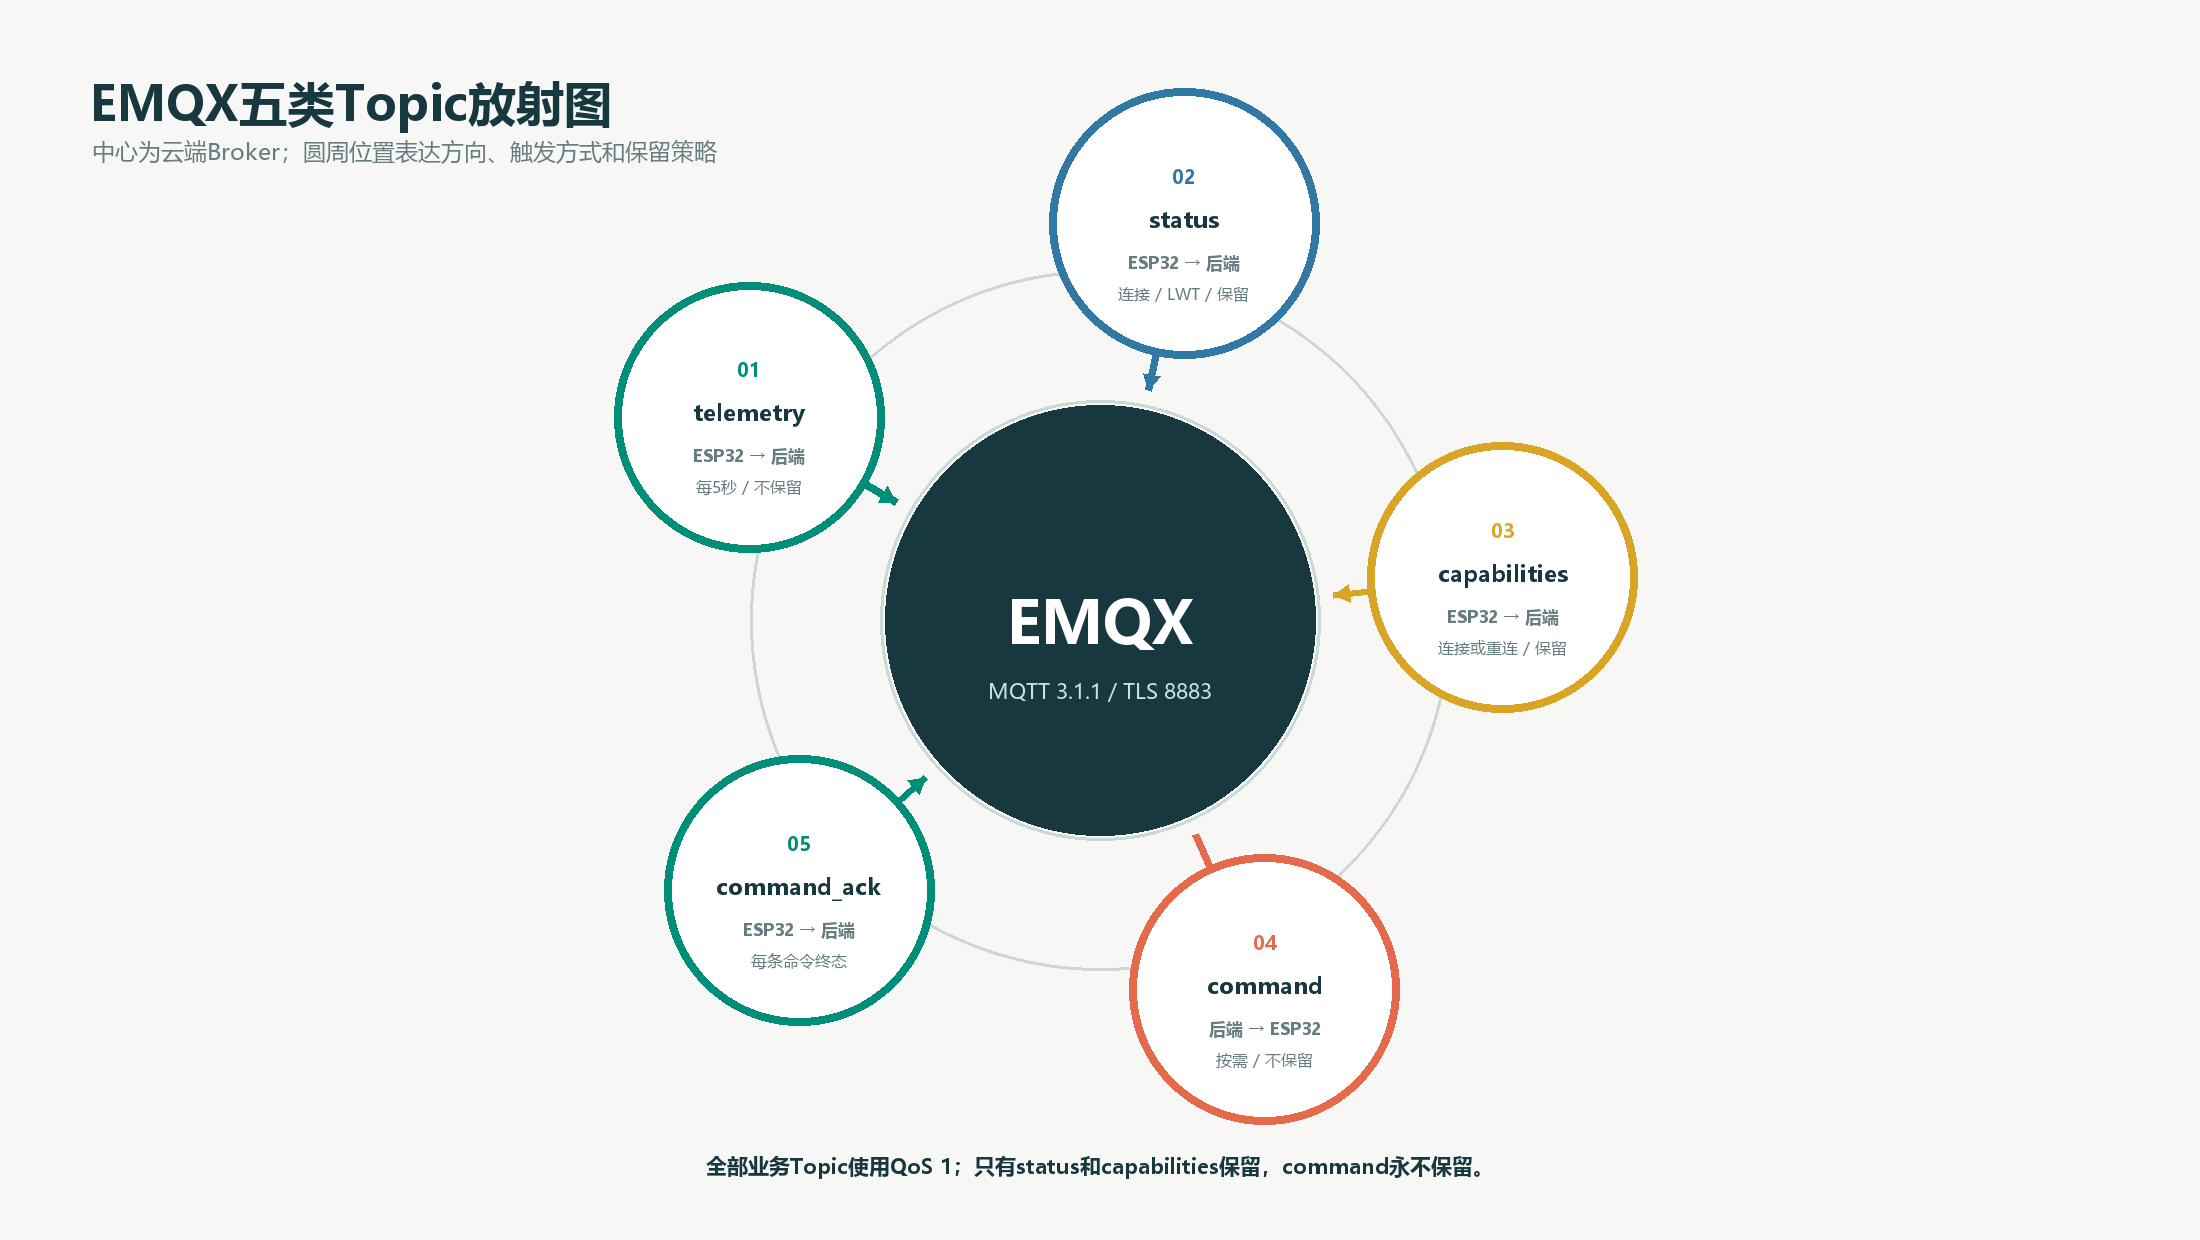 EMQX五类Topic放射图
中心为云端Broker；圆周位置表达方向、触发方式和保留策略
01
telemetry
ESP32 → 后端
每5秒 / 不保留
02
status
ESP32 → 后端
连接 / LWT / 保留
03
capabilities
ESP32 → 后端
连接或重连 / 保留
EMQX
MQTT 3.1.1 / TLS 8883
04
command
后端 → ESP32
按需 / 不保留
05
command_ack
ESP32 → 后端
每条命令终态
全部业务Topic使用QoS 1；只有status和capabilities保留，command永不保留。